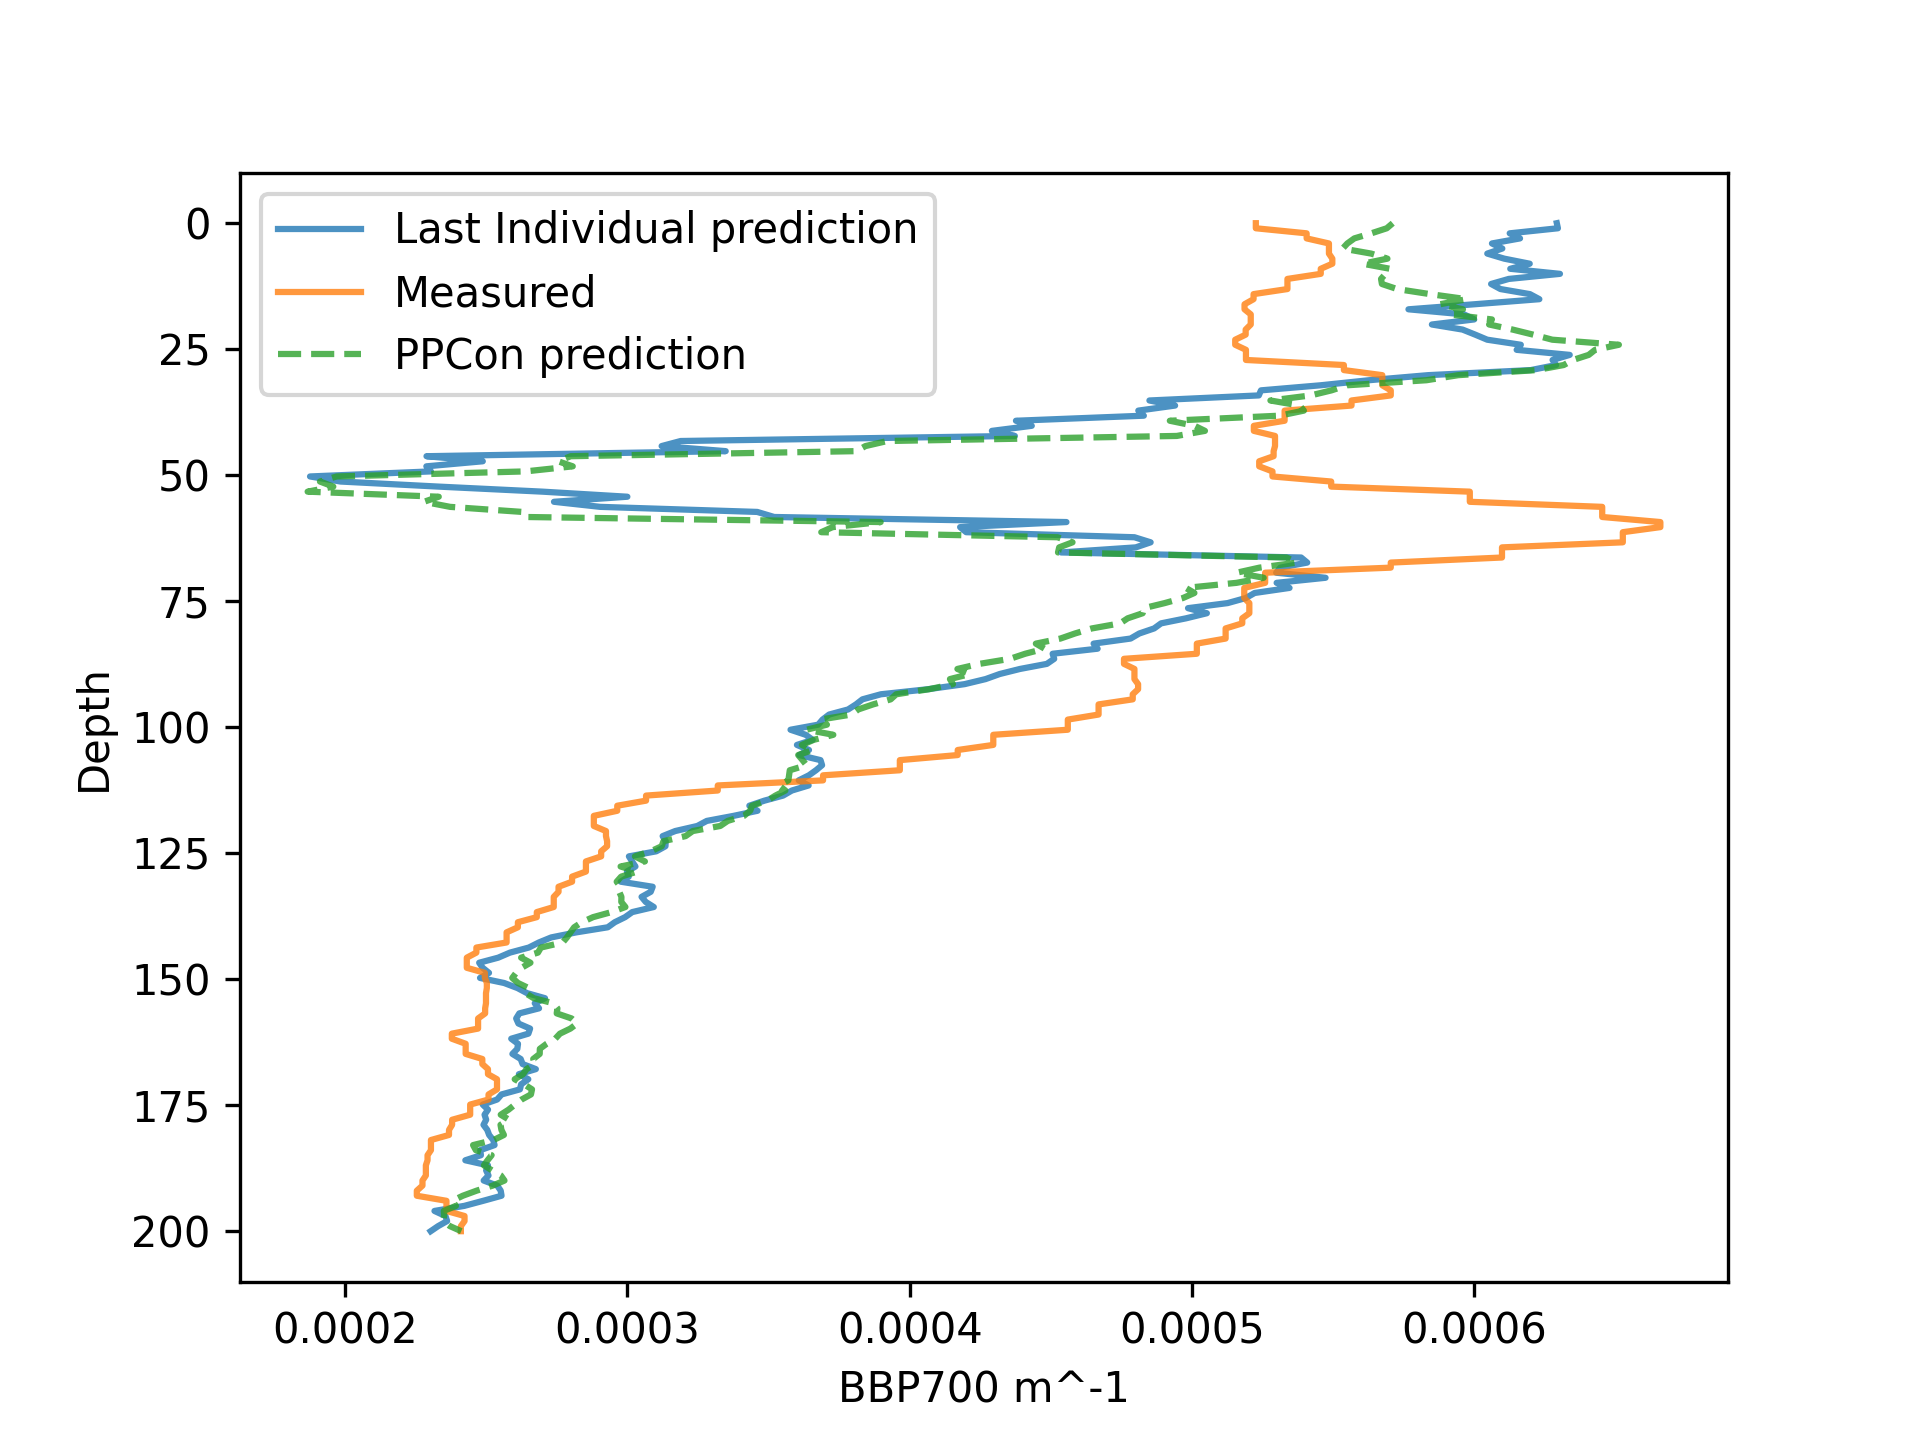 Last Individual prediction
Measured
PPCon prediction
0
25
50
75
100
125
150
175
200
Depth
0.0002 0.0003 0.0004 0.0005 0.0006
BBP700 m^-1